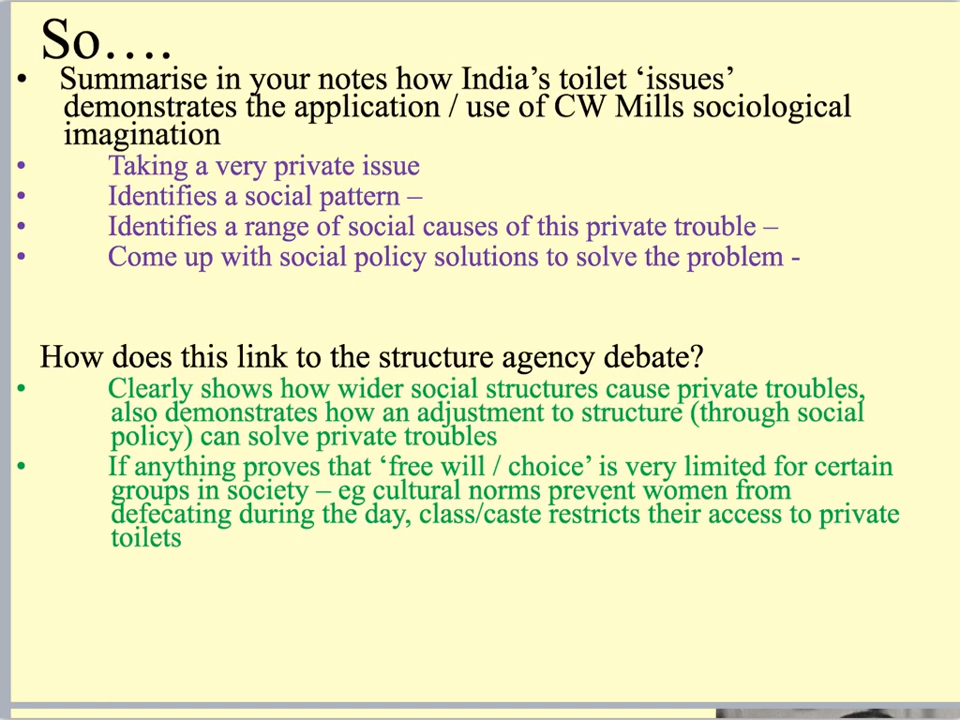 So….
• Summarise in your notes how India’s toilet ‘issues’
demonstrates the application / use of CW Mills sociological
imagination
• Taking a very private issue
• Identifies a social pattern –
• Identifies a range of social causes of this private trouble –
• Come up with social policy solutions to solve the problem -
How does this link to the structure agency debate?
• Clearly shows how wider social structures cause private troubles,
also demonstrates how an adjustment to structure (through social
policy) can solve private troubles
• If anything proves that ‘free will / choice’ is very limited for certain
groups in society – eg cultural norms prevent women from
defecating during the day, class/caste restricts their access to private
toilets